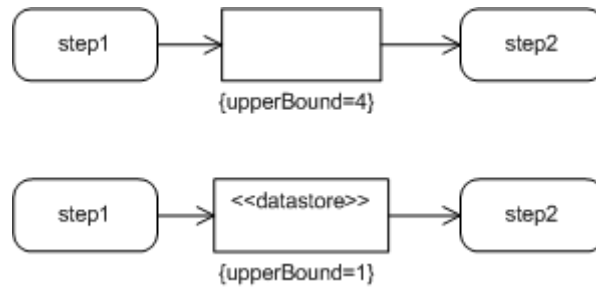 step1 step2
{upperBound=4}
step1 <<datastore>> step2
{upperBound=1}